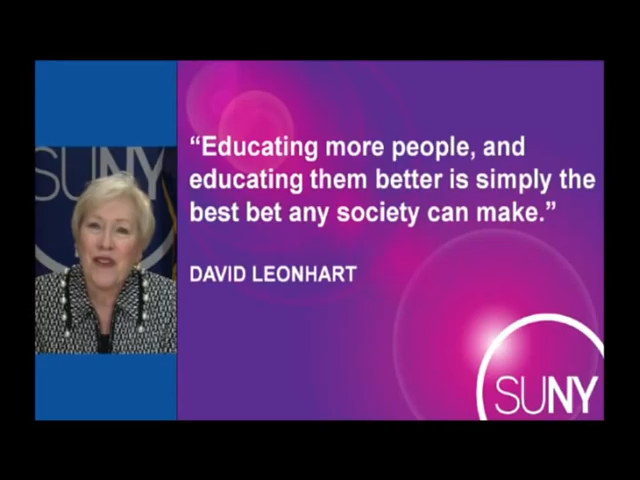 SUNY
“Educating more people, and
educating them better is simply the
best bet any society can make.”
DAVID LEONHART
SUNY